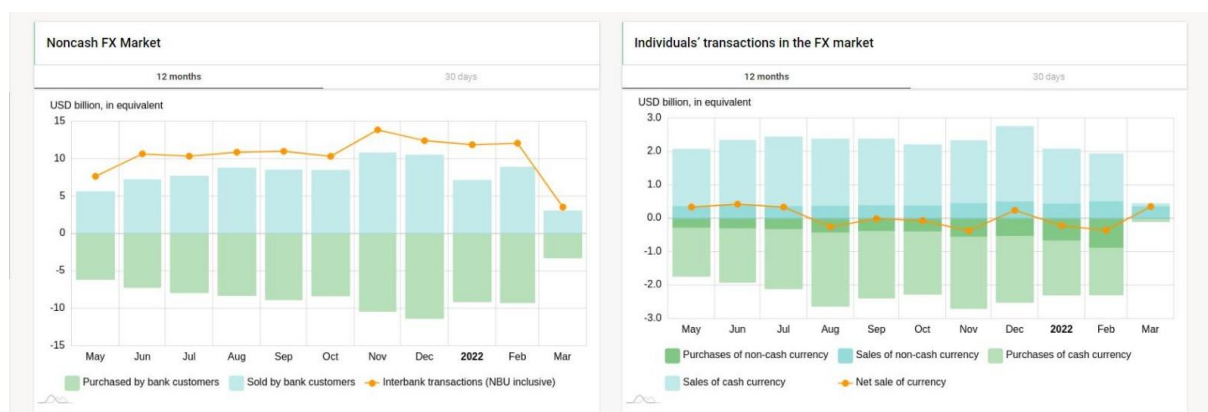 Noncash FX Market
12 months
30 days
USD billion, in equivalent
15
10
5
0
-5
-10
-15
May Jun Jul Aug Sep Oct Nov Dec 2022 Feb Mar
Purchased by bank customers Sold by bank customers Interbank transactions (NBU inclusive)
Individuals’ transactions in the FX market
12 months
30 days
USD billion, in equivalent
3.0
2.0
1.0
0.0
-1.0
-2.0
-3.0
May Jun Jul Aug Sep Oct Nov Dec 2022 Feb Mar
Purchases of non-cash currency Sales of non-cash currency Purchases of cash currency
Sales of cash currency Net sale of currency